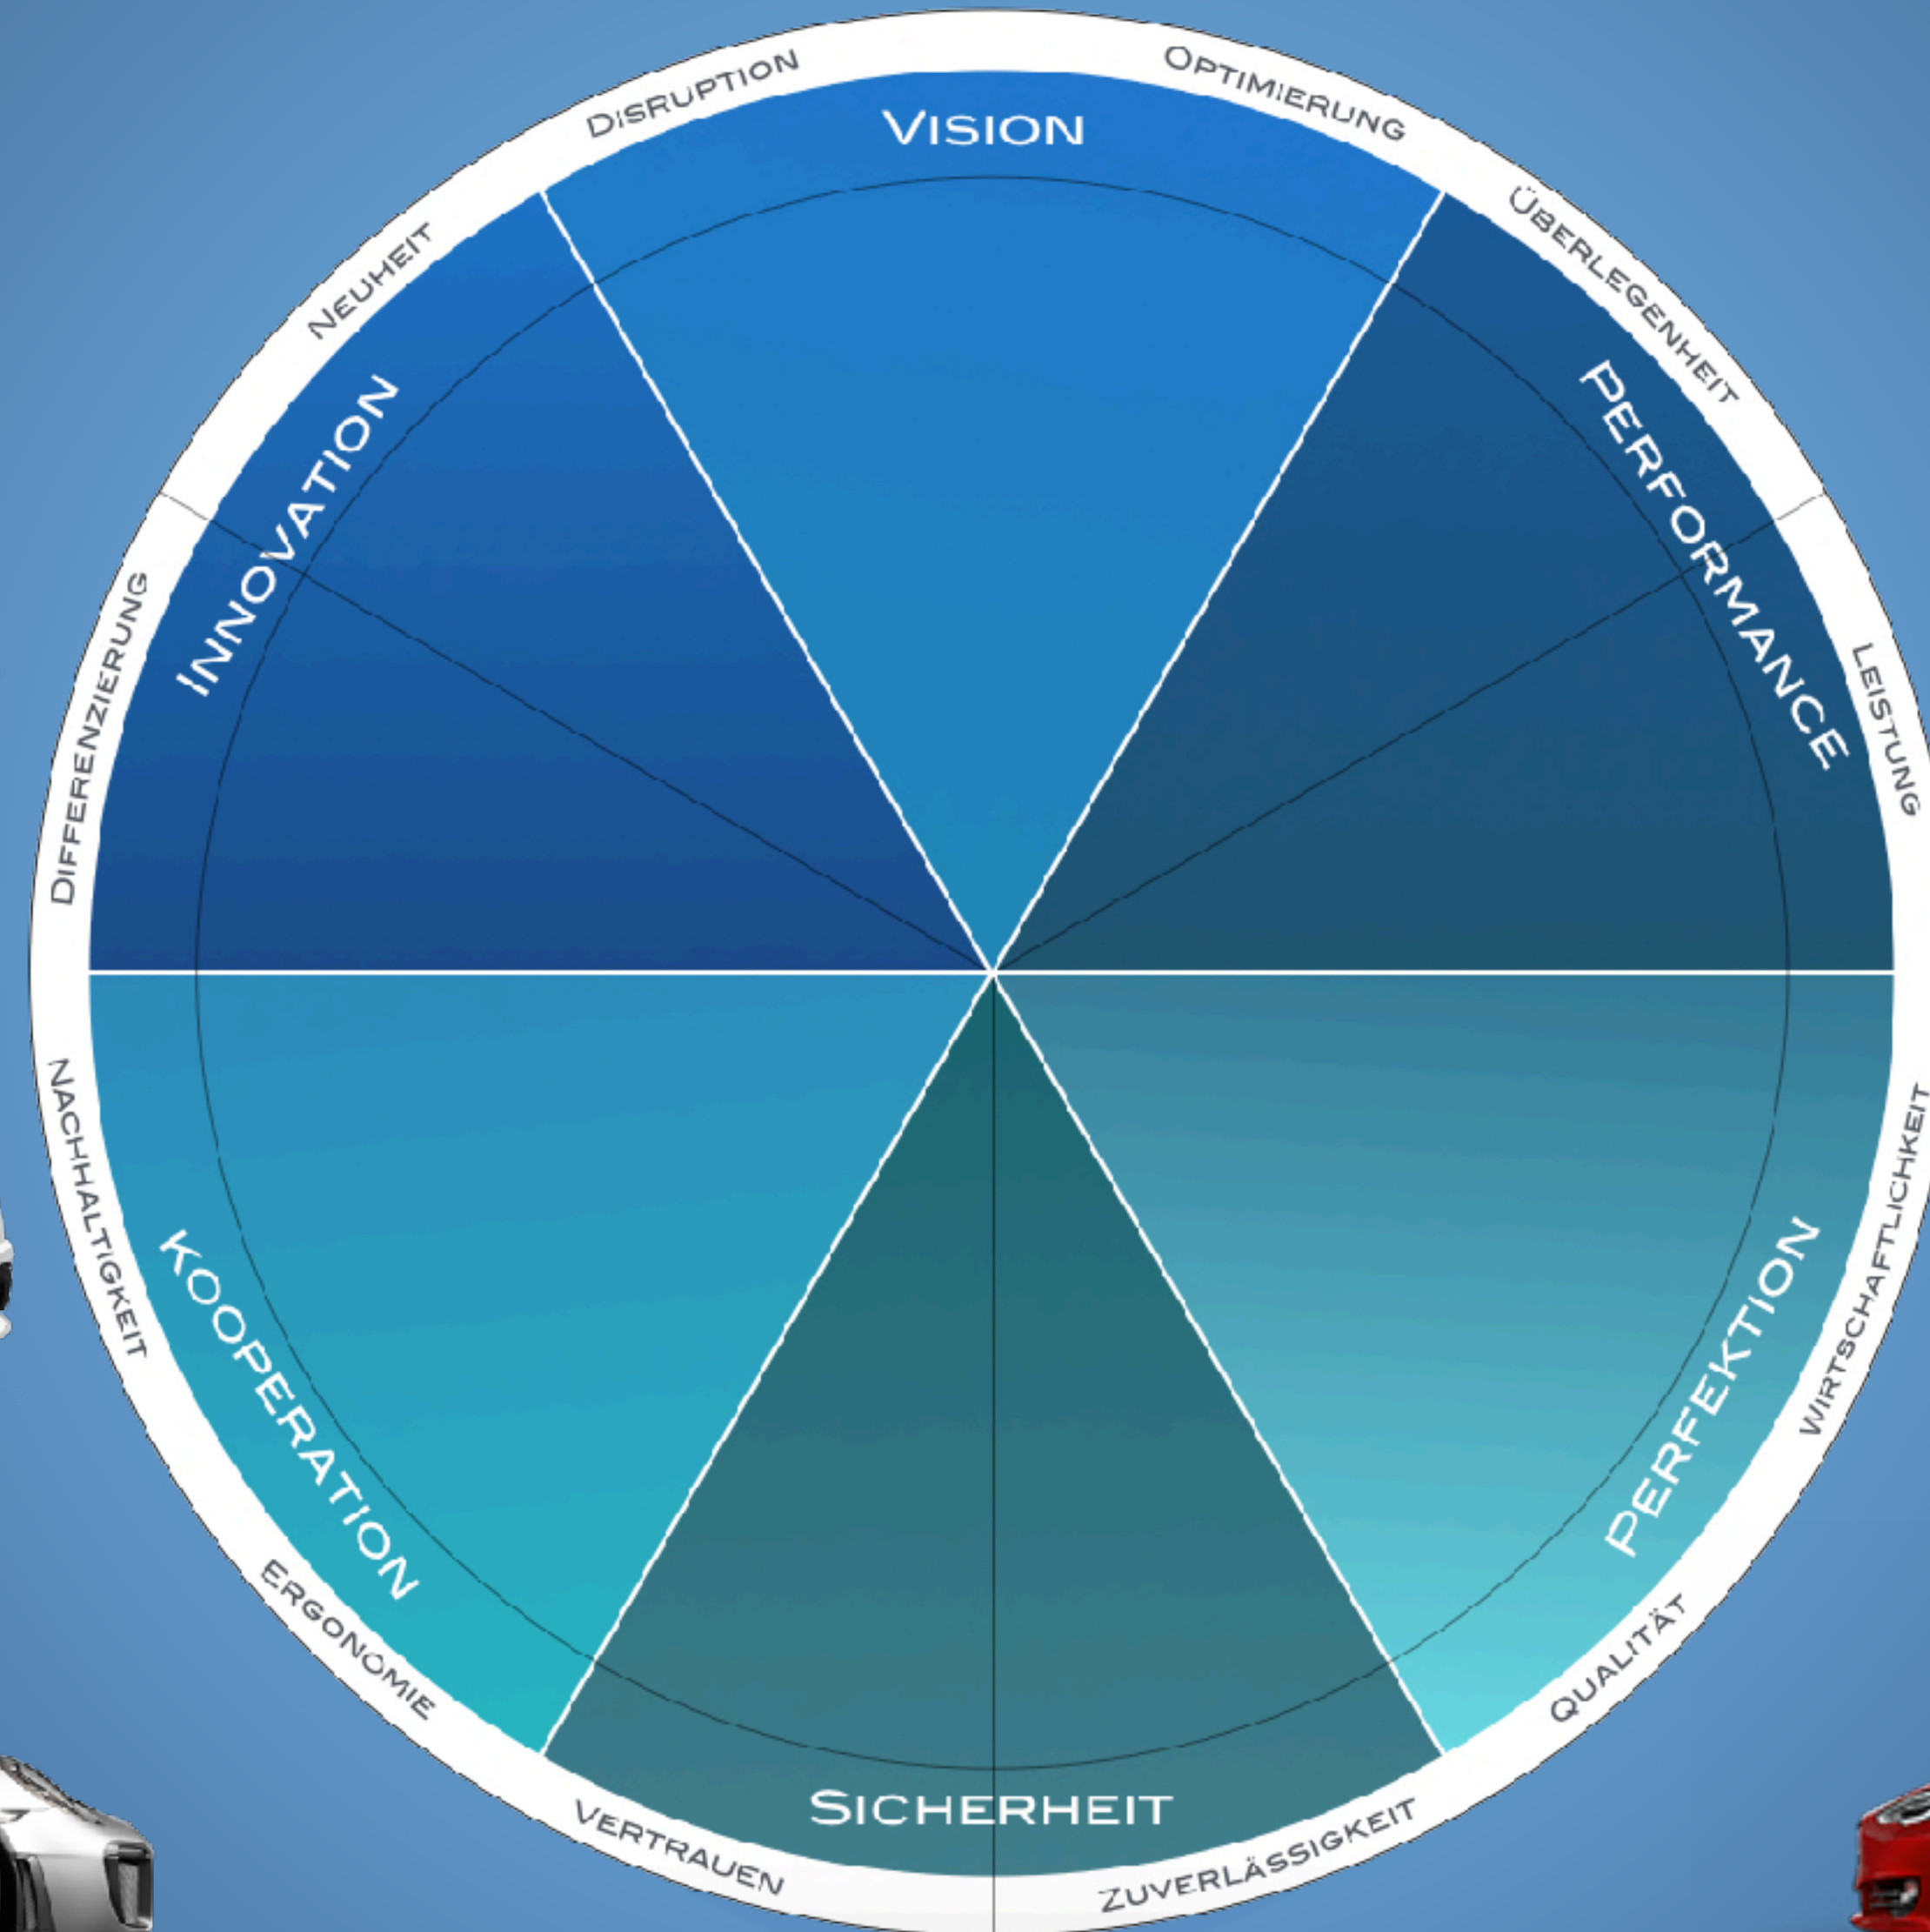 Disruption
Optimierung
Vision
Neuheit
Überlegenheit
Innovation
Performance
Differenzierung
Leistung
Nachhaltigkeit
Wirtschaftlichkeit
Kooperation
Perfektion
Ergonomie
Qualität
Sicherheit
Vertrauen
Zuverlässigkeit